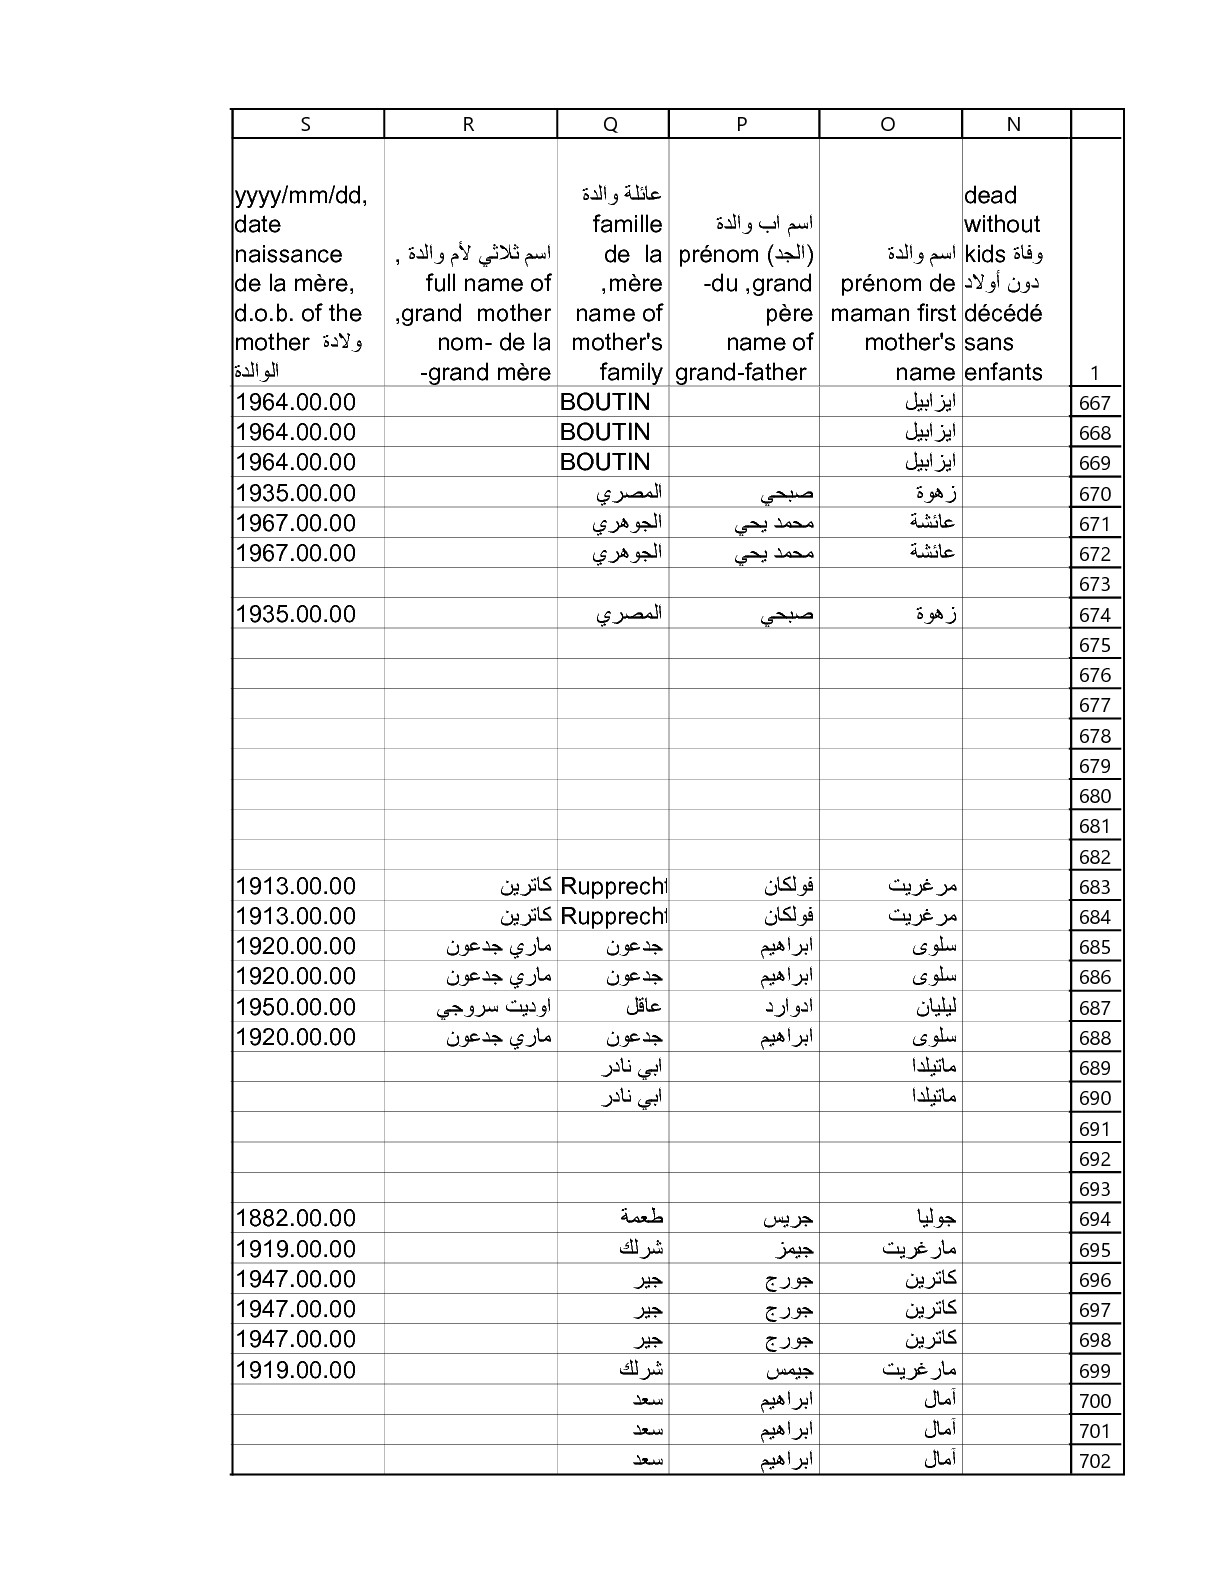 S R Q P O N
yyyy/mm/dd, date naissance de la mère, d.o.b. of the mother ولادة الوالدة
اسم ثلاثي لأم والدة , full name of ,grand mother nom- de la -grand mère
عائلة والدة famille de la ,mère name of mother's family
اسم اب والدة (الجد) prénom -du ,grand père name of grand-father
اسم والدة prénom de maman first mother's name
dead without kids وفاة دون أولاد décédé sans enfants
1
1964.00.00 BOUTIN ايزابيل 667
1964.00.00 BOUTIN ايزابيل 668
1964.00.00 BOUTIN ايزابيل 669
1935.00.00 المصري صبحي زهوة 670
1967.00.00 الجوهري محمد يحي عائشة 671
1967.00.00 الجوهري محمد يحي عائشة 672
673
1935.00.00 المصري صبحي زهوة 674
675
676
677
678
679
680
681
682
1913.00.00 كاترين Rupprecht فولكان مرغريت 683
1913.00.00 كاترين Rupprecht فولكان مرغريت 684
1920.00.00 ماري جدعون جدعون ابراهيم سلوى 685
1920.00.00 ماري جدعون جدعون ابراهيم سلوى 686
1950.00.00 اوديت سروجي عاقل ادوارد ليليان 687
1920.00.00 ماري جدعون جدعون ابراهيم سلوى 688
ابي نادر ماتيلدا 689
ابي نادر ماتيلدا 690
691
692
693
1882.00.00 طعمة جريس جوليا 694
1919.00.00 شرلك جيمز مارغريت 695
1947.00.00 جير جورج كاترين 696
1947.00.00 جير جورج كاترين 697
1947.00.00 جير جورج كاترين 698
1919.00.00 شرلك جيمس مارغريت 699
سعد ابراهيم آمال 700
سعد ابراهيم آمال 701
سعد ابراهيم آمال 702